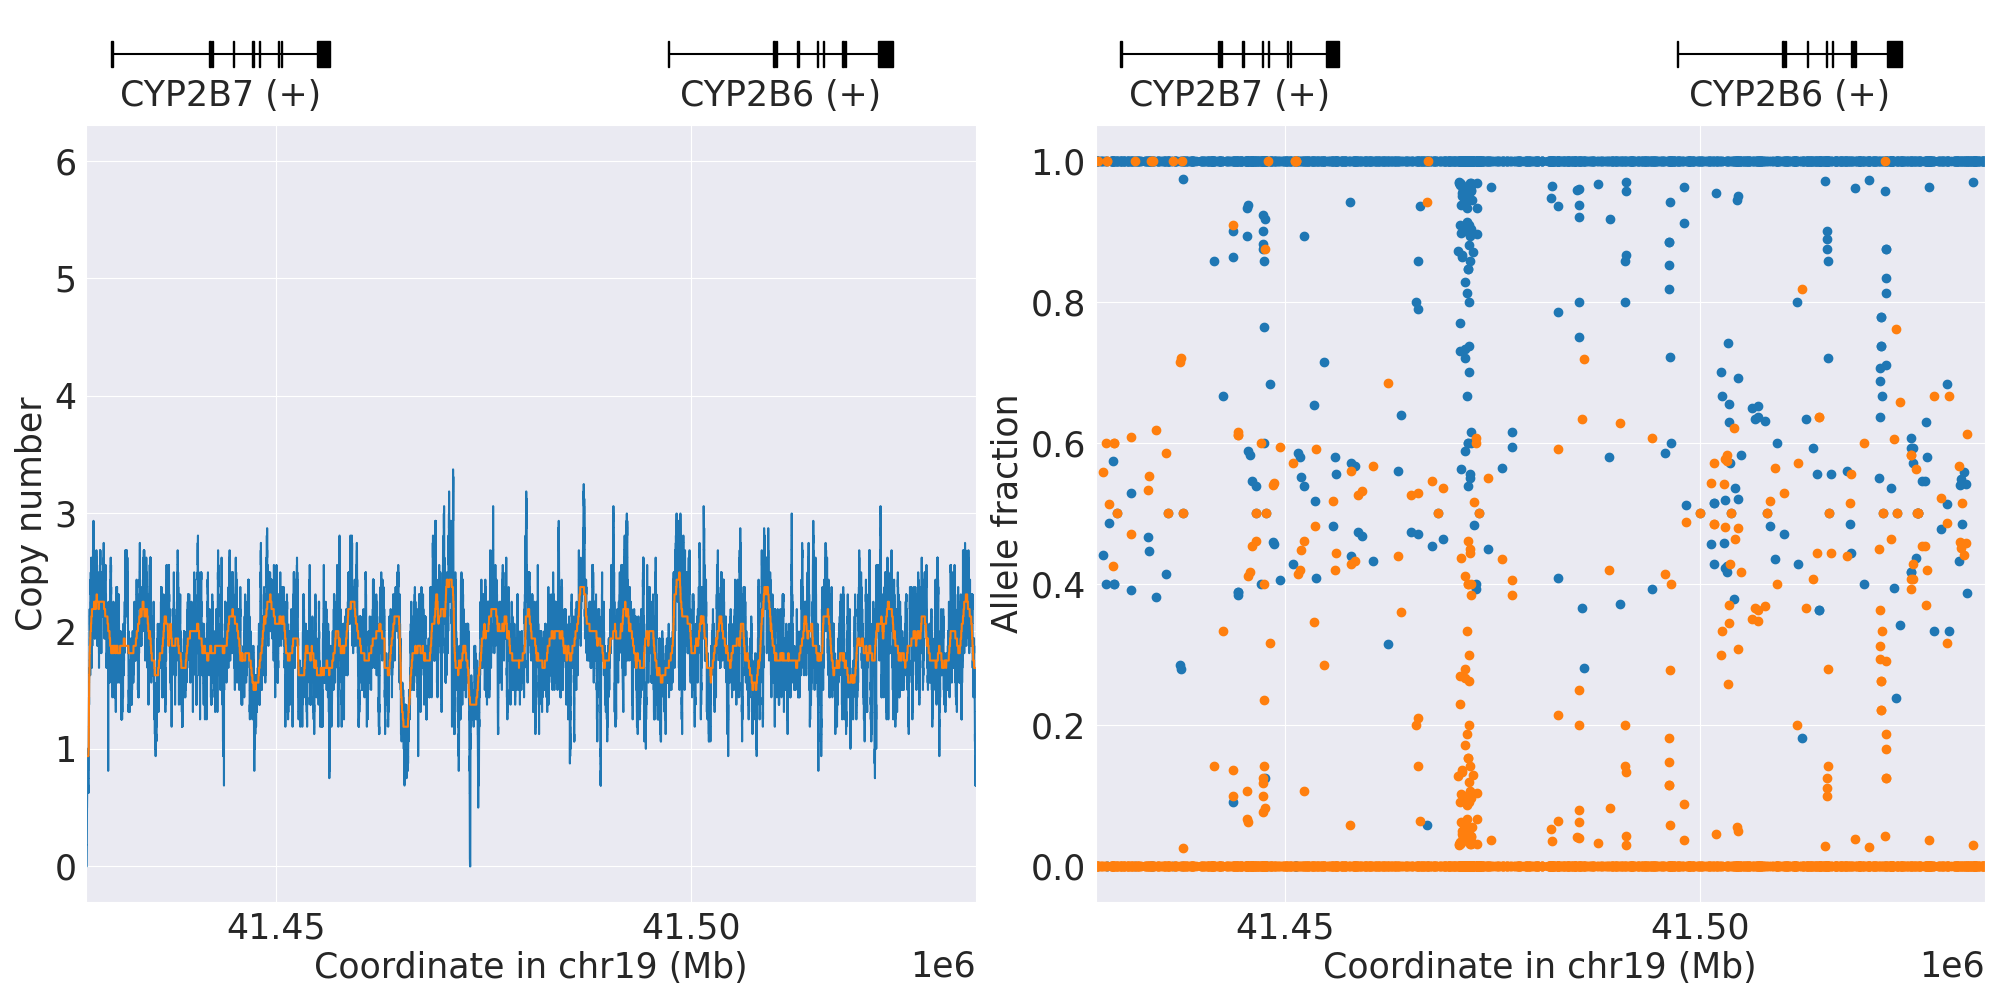 CYP2B7 (+) CYP2B6 (+)
6
5
4
3
2
1
0
Copy number
41.45 41.50
Coordinate in chr19 (Mb) 1e6
CYP2B7 (+) CYP2B6 (+)
1.0
0.8
0.6
0.4
0.2
0.0
Allele fraction
41.45 41.50
Coordinate in chr19 (Mb) 1e6